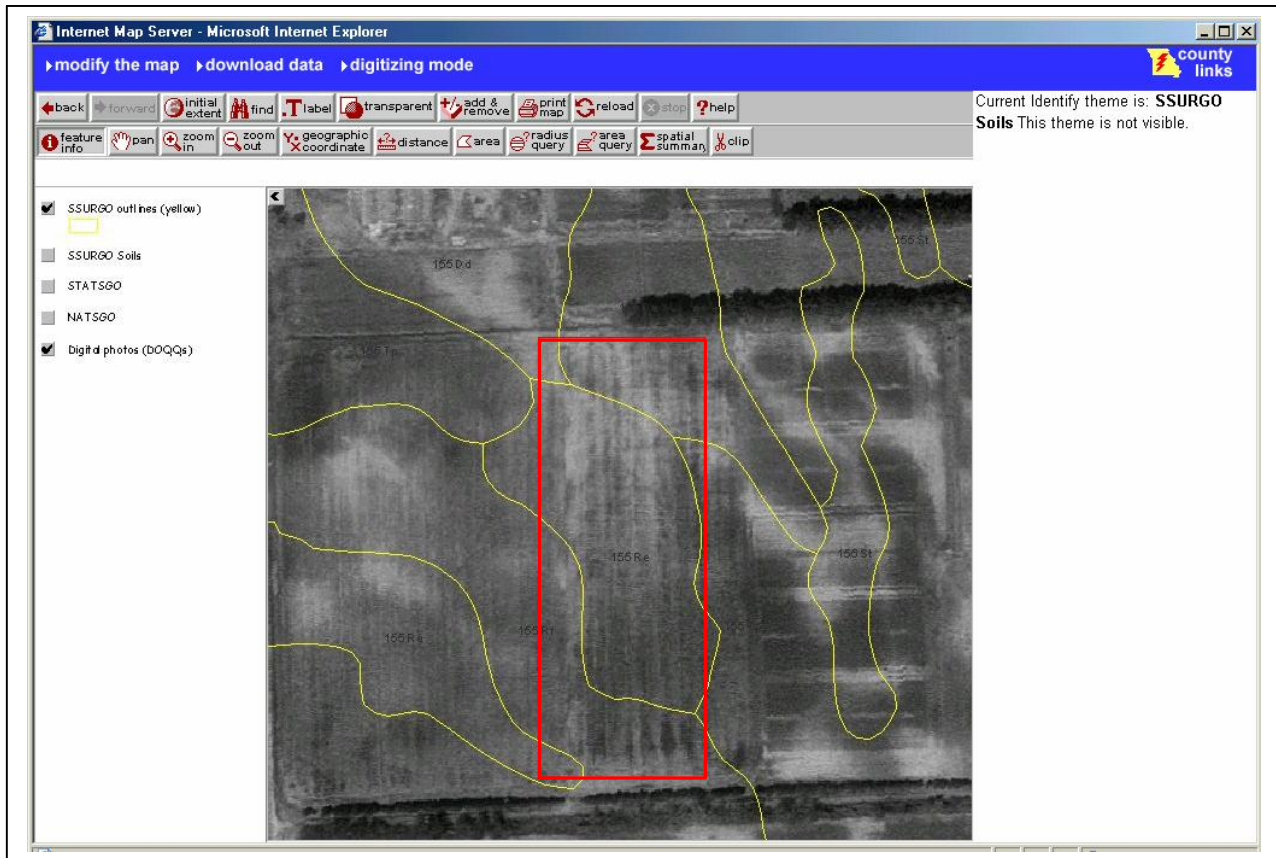 Internet Map Server - Microsoft Internet Explorer
modify the map download data digitizing mode
county links
back forward initial extent find label transparent add & remove print map reload stop help
feature info pan zoom in zoom out geographic coordinate distance area radius query area query spatial summary clip
Current Identify theme is: SSURGO
Soils This theme is not visible.
SSURGO outlines (yellow)
SSURGO Soils
STATSGO
NATSGO
Digital photos (DOQQs)
155 St
155 Dd
155 Re
155 St
155 Re